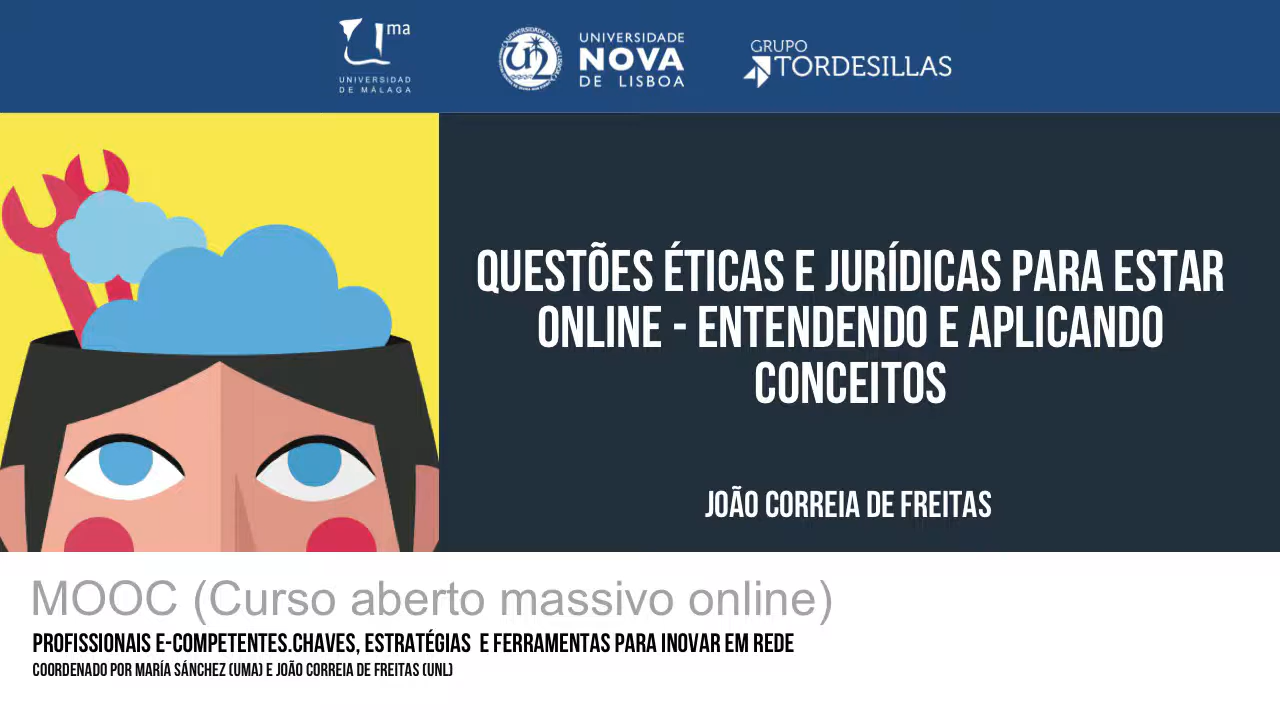 uma
UNIVERSIDAD
DE MÁLAGA
UNIVERSIDADE
NOVA
DE LISBOA
GRUPO
TORDESILLAS
QUESTÕES ÉTICAS E JURÍDICAS PARA ESTAR
ONLINE - ENTENDENDO E APLICANDO
CONCEITOS
JOÃO CORREIA DE FREITAS
MOOC (Curso aberto massivo online)
PROFISSIONAIS E-COMPETENTES.CHAVES, ESTRATÉGIAS  E FERRAMENTAS PARA INOVAR EM REDE
COORDENADO POR MARÍA SÁNCHEZ (UMA) E JOÃO CORREIA DE FREITAS (UNL)